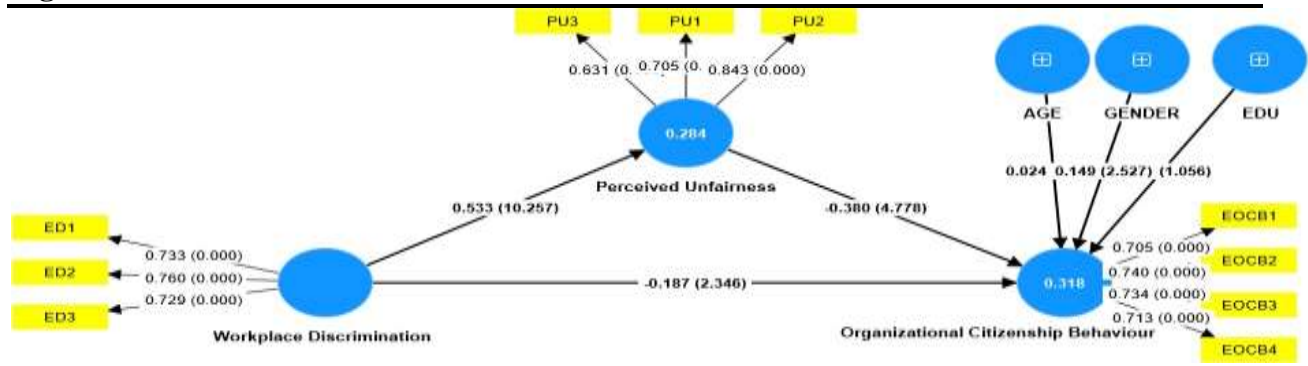 PU3 PU1 PU2
0.631 (0. 0.705 (0. 0.843 (0.000)
AGE GENDER EDU
0.284
Perceived Unfairness
0.024 0.149 (2.527) (1.056)
0.533 (10.257) -0.380 (4.778)
ED1
0.733 (0.000)
ED2
0.760 (0.000)
ED3
0.729 (0.000)
Workplace Discrimination
-0.187 (2.346)
0.318
Organizational Citizenship Behaviour
EOCB1
0.705 (0.000)
EOCB2
0.740 (0.000)
0.734 (0.000)
EOCB3
0.713 (0.000)
EOCB4